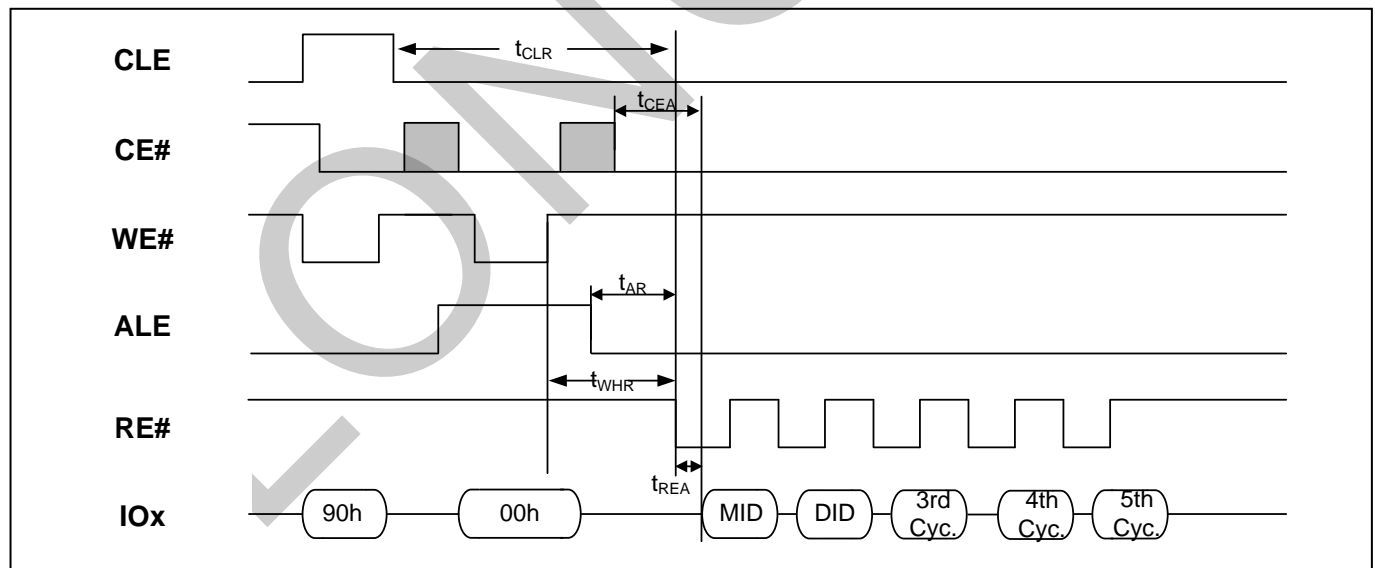 CLE
tCLR
tCEA
CE#
WE#
tAR
ALE
tWHR
RE#
tREA
IOx
90h
00h
MID
DID
3rd
Cyc.
4th
Cyc.
5th
Cyc.